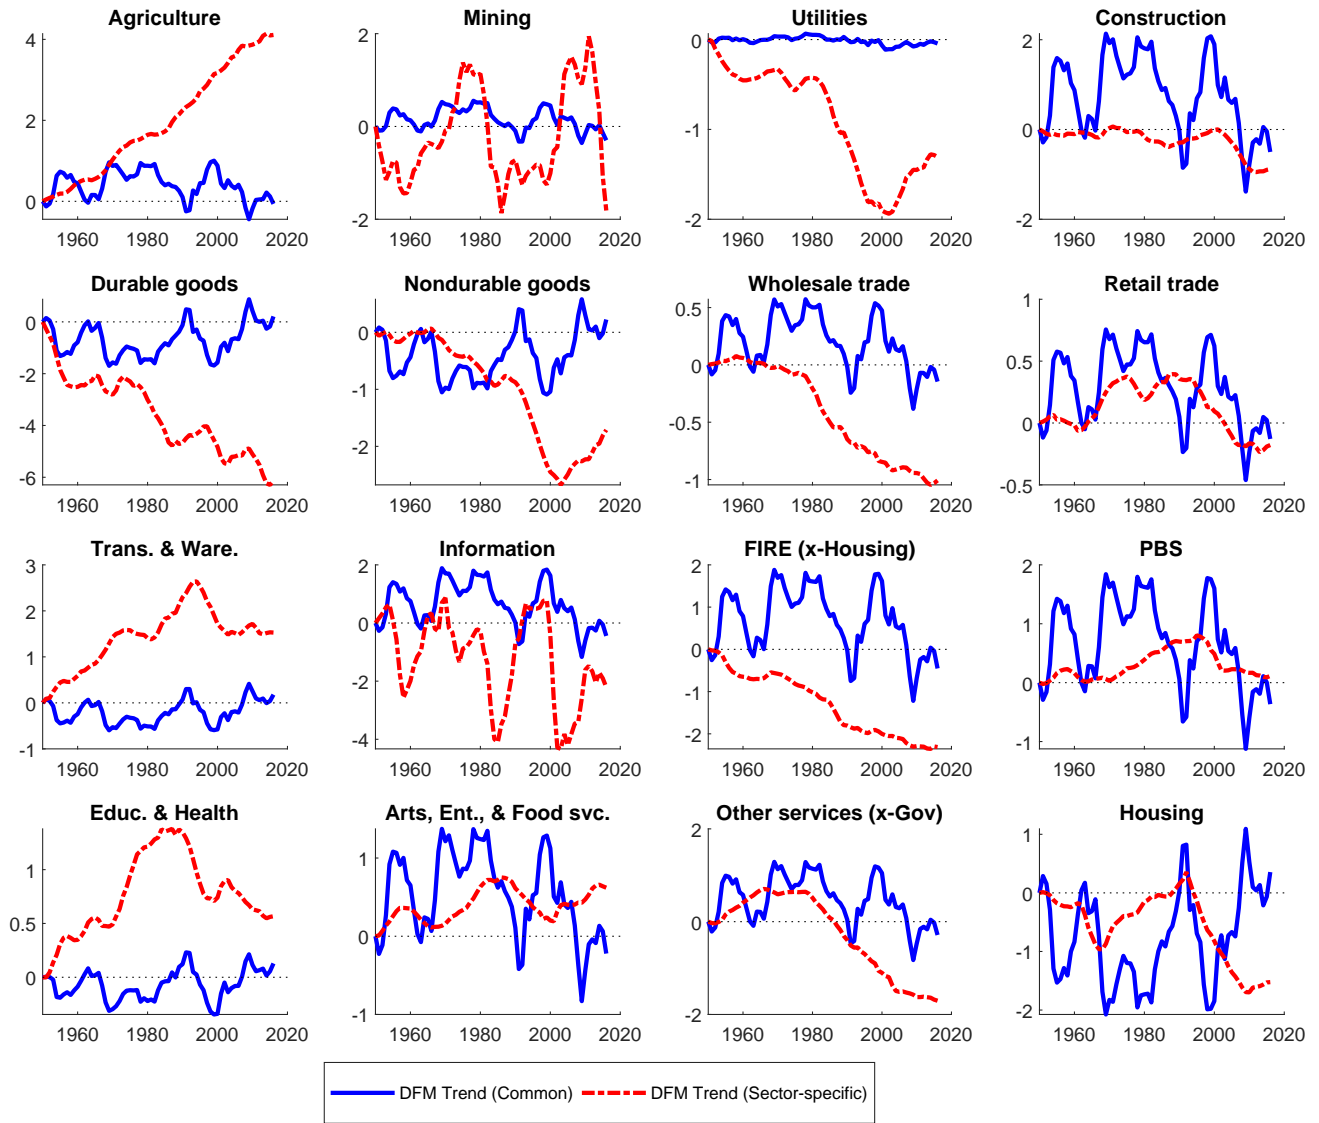 Agriculture
4
2
0
1960 1980 2000 2020
Mining
2
0
-2
1960 1980 2000 2020
Utilities
0
-1
-2
1960 1980 2000 2020
Construction
2
0
-2
1960 1980 2000 2020
Durable goods
0
-2
-4
-6
1960 1980 2000 2020
Nondurable goods
0
-1
-2
1960 1980 2000 2020
Wholesale trade
0.5
0
-0.5
-1
1960 1980 2000 2020
Retail trade
1
0.5
0
-0.5
1960 1980 2000 2020
Trans. & Ware.
3
2
1
0
-1
1960 1980 2000 2020
Information
2
0
-2
-4
1960 1980 2000 2020
FIRE (x-Housing)
2
1
0
-1
-2
1960 1980 2000 2020
PBS
2
1
0
-1
1960 1980 2000 2020
Educ. & Health
1
0.5
0
1960 1980 2000 2020
Arts, Ent., & Food svc.
1
0
-1
1960 1980 2000 2020
Other services (x-Gov)
2
0
-2
1960 1980 2000 2020
Housing
1
0
-1
-2
1960 1980 2000 2020
DFM Trend (Common) DFM Trend (Sector-specific)